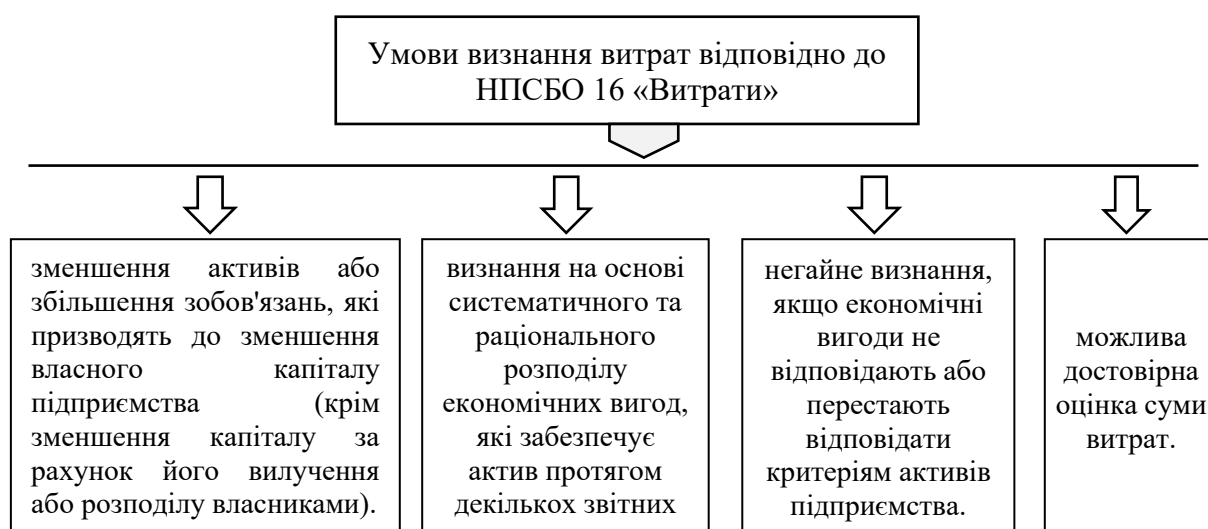 Умови визнання витрат відповідно до
НПСБО 16 «Витрати»
зменшення активів або
збільшення зобов'язань, які
призводять до зменшення
власного капіталу
підприємства (крім
зменшення капіталу за
рахунок його вилучення
або розподілу власниками).
визнання на основі
систематичного та
раціонального
розподілу
економічних вигод,
які забезпечує
актив протягом
декількох звітних
негайне визнання,
якщо економічні
вигоди не
відповідають або
перестають
відповідати
критеріям активів
підприємства.
можлива
достовірна
оцінка суми
витрат.